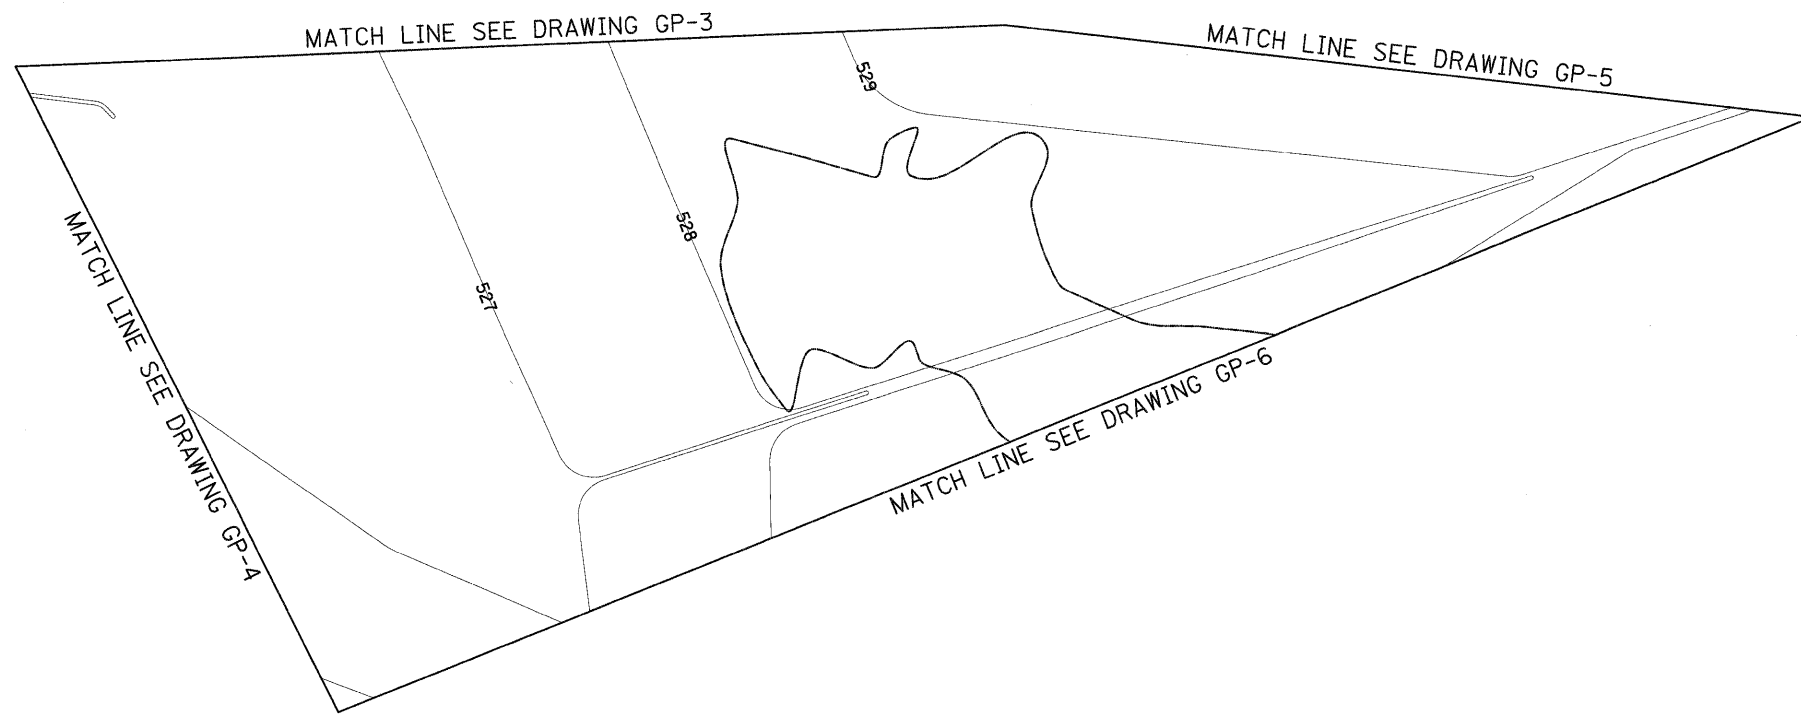 MATCH LINE SEE DRAWING GP-3
MATCH LINE SEE DRAWING GP-5
529
528
527
MATCH LINE SEE DRAWING GP-4
MATCH LINE SEE DRAWING GP-6